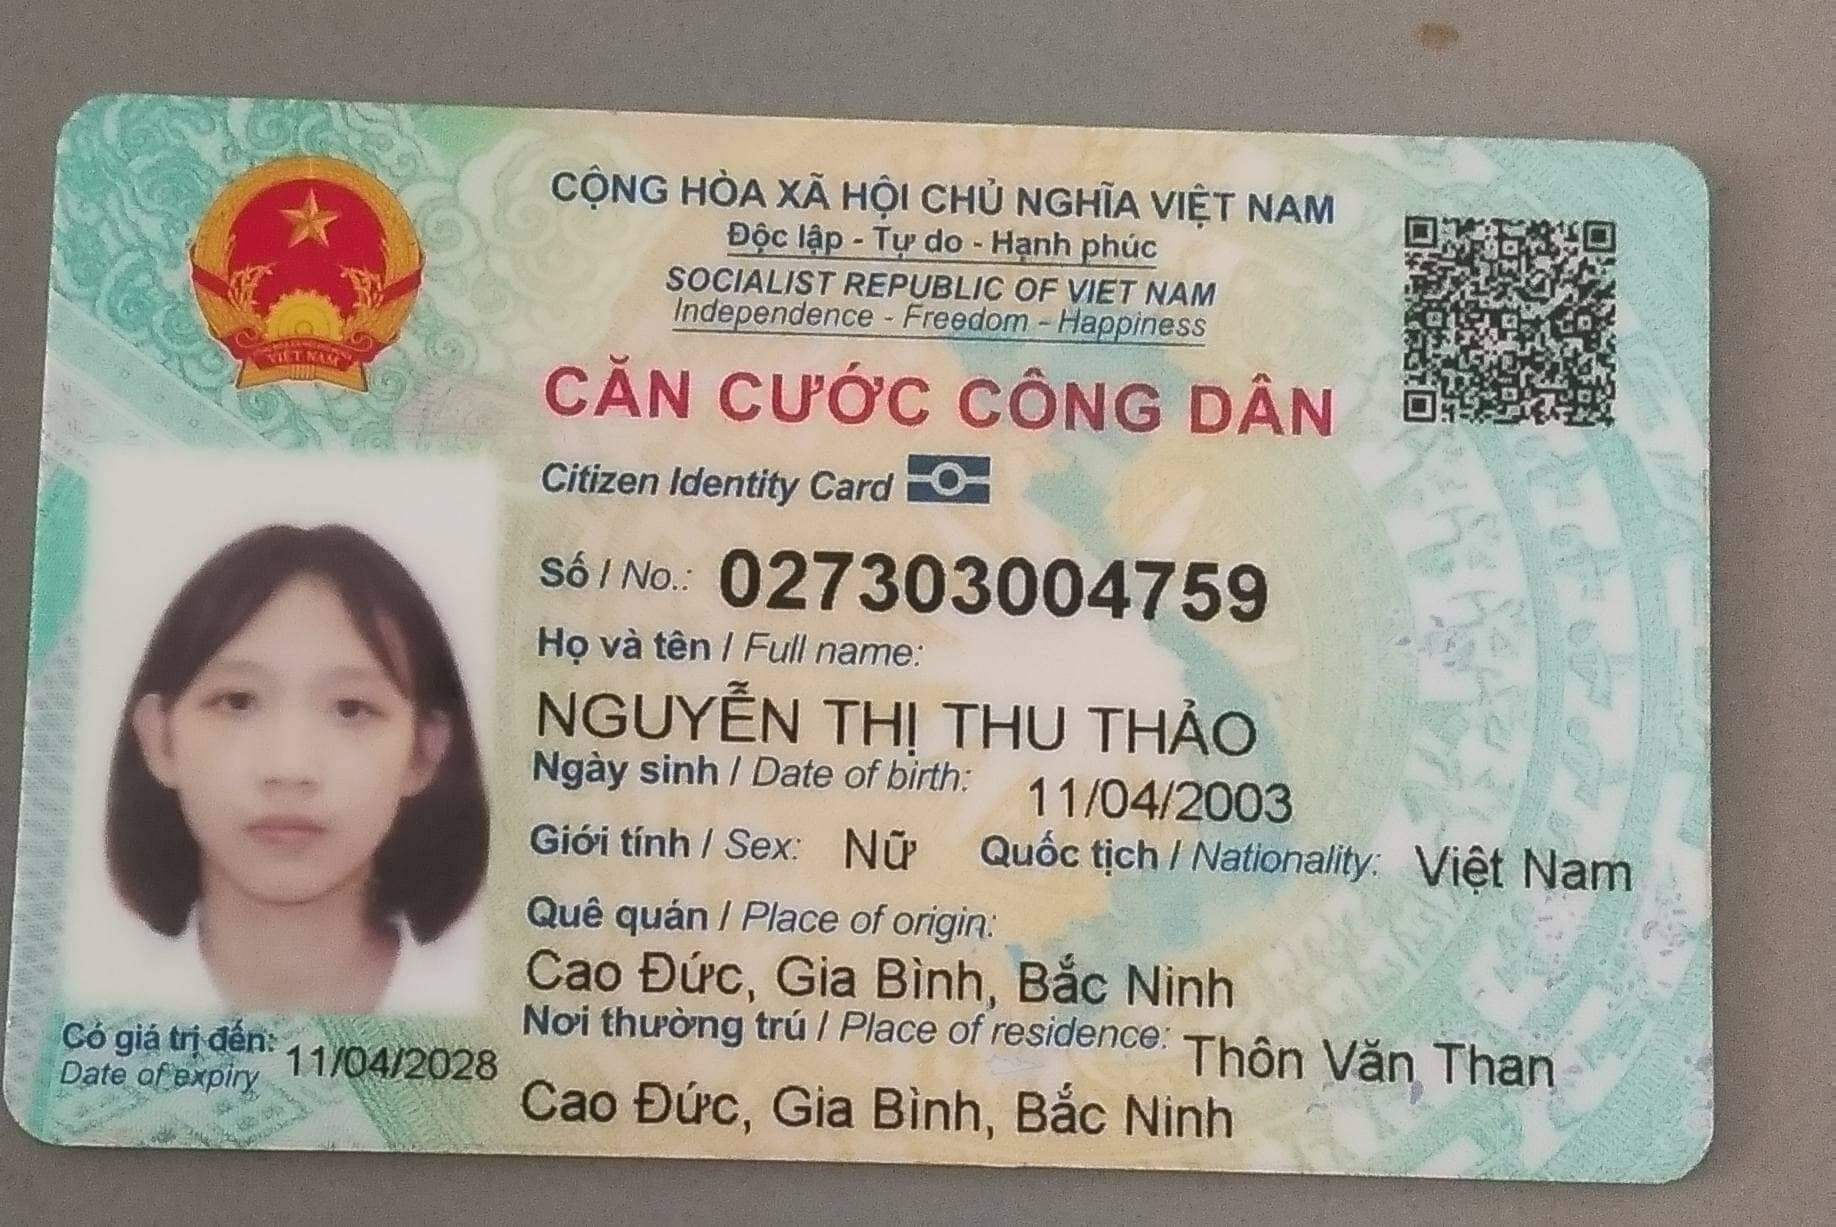 CỘNG HÒA XÃ HỘI CHỦ NGHĨA VIỆT NAM
Độc lập - Tự do - Hạnh phúc
SOCIALIST REPUBLIC OF VIET NAM
Independence - Freedom - Happiness
VIỆT NAM
CĂN CƯỚC CÔNG DÂN
Citizen Identity Card
Số / No.: 027303004759
Họ và tên / Full name:
NGUYỄN THỊ THU THẢO
Ngày sinh / Date of birth: 11/04/2003
Giới tính / Sex: Nữ Quốc tịch / Nationality: Việt Nam
Quê quán / Place of origin:
Cao Đức, Gia Bình, Bắc Ninh
Nơi thường trú / Place of residence: Thôn Văn Than
Cao Đức, Gia Bình, Bắc Ninh
Có giá trị đến: 11/04/2028
Date of expiry